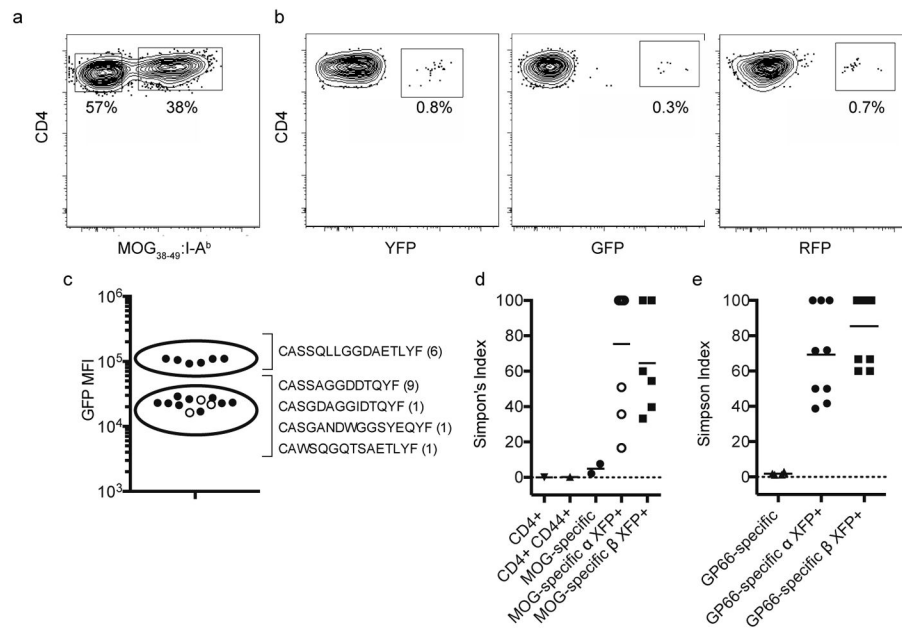 a
b
57%
38%
0.8%
0.3%
0.7%
CD4
CD4
MOG38-49:I-Ab
YFP
GFP
RFP
c
d
e
10^6
10^5
10^4
10^3
GFP MFI
CASSQLLGGDAETLYF (6)
CASSAGGDDTQYF (9)
CASGDAGGIDTQYF (1)
CASGANDWGGSYEQYF (1)
CAWSQGQTSAETLYF (1)
100
80
60
40
20
0
Simpon's Index
CD4+
CD4+ CD44+
MOG-specific
MOG-specific α XFP+
MOG-specific β XFP+
100
80
60
40
20
0
Simpson Index
GP66-specific
GP66-specific α XFP+
GP66-specific β XFP+